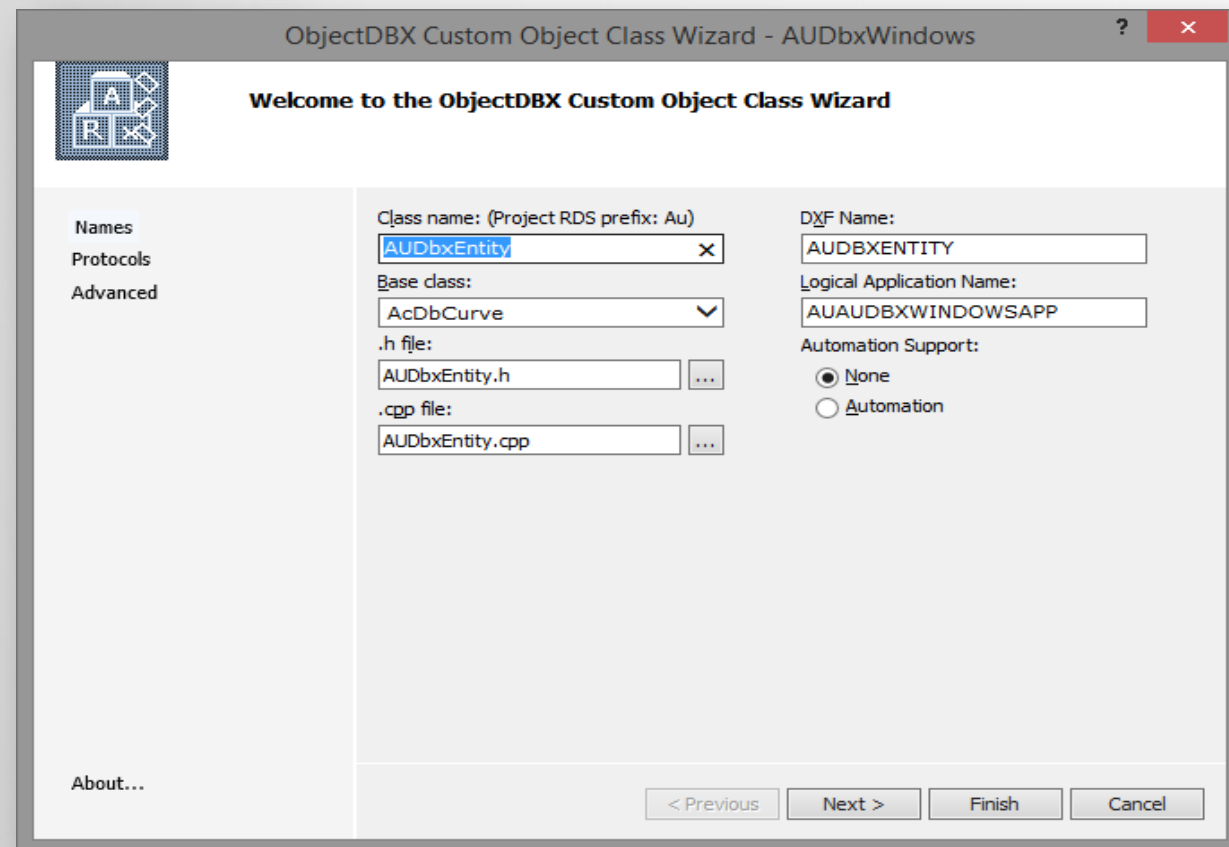 ObjectDBX Custom Object Class Wizard - AUDbxWindows
?
A
R X
Welcome to the ObjectDBX Custom Object Class Wizard
Names
Protocols
Advanced
About...
Class name: (Project RDS prefix: Au)
AUDbxEntity
Base class:
AcDbCurve
.h file:
AUDbxEntity.h
...
.cpp file:
AUDbxEntity.cpp
...
DXF Name:
AUDBXENTITY
Logical Application Name:
AUAUDBXWINDOWSAPP
Automation Support:
None
Automation
< Previous
Next >
Finish
Cancel